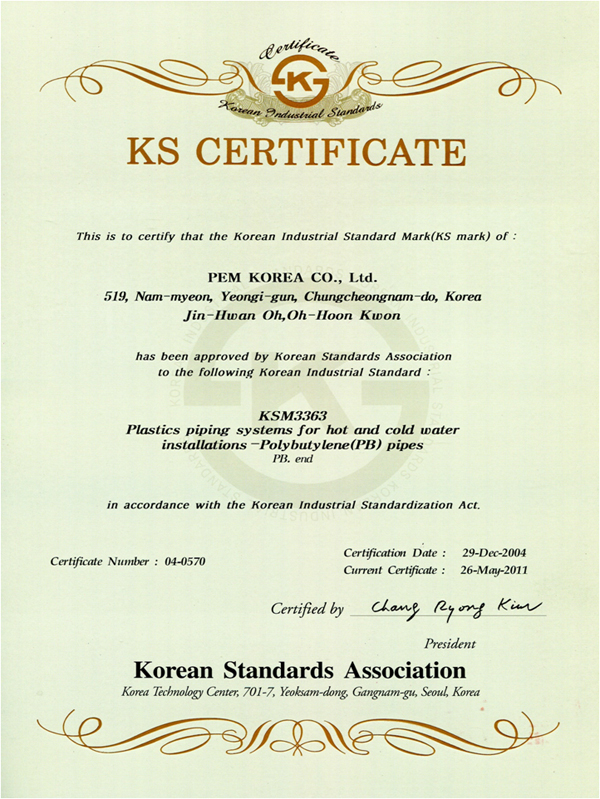 Certificate
KS
Korean Industrial Standards
KS CERTIFICATE
This is to certify that the Korean Industrial Standard Mark(KS mark) of :
PEM KOREA CO., Ltd.
519, Nam-myeon, Yeongi-gun, Chungcheongnam-do, Korea
Jin-Hwan Oh,Oh-Hoon Kwon
has been approved by Korean Standards Association
to the following Korean Industrial Standard :
KSM3363
Plastics piping systems for hot and cold water
installations -Polybutylene(PB) pipes
PB. end
in accordance with the Korean Industrial Standardization Act.
Certificate Number : 04-0570
Certification Date : 29-Dec-2004
Current Certificate : 26-May-2011
Certified by Chang Ryong Kim
President
Korean Standards Association
Korea Technology Center, 701-7, Yeoksam-dong, Gangnam-gu, Seoul, Korea